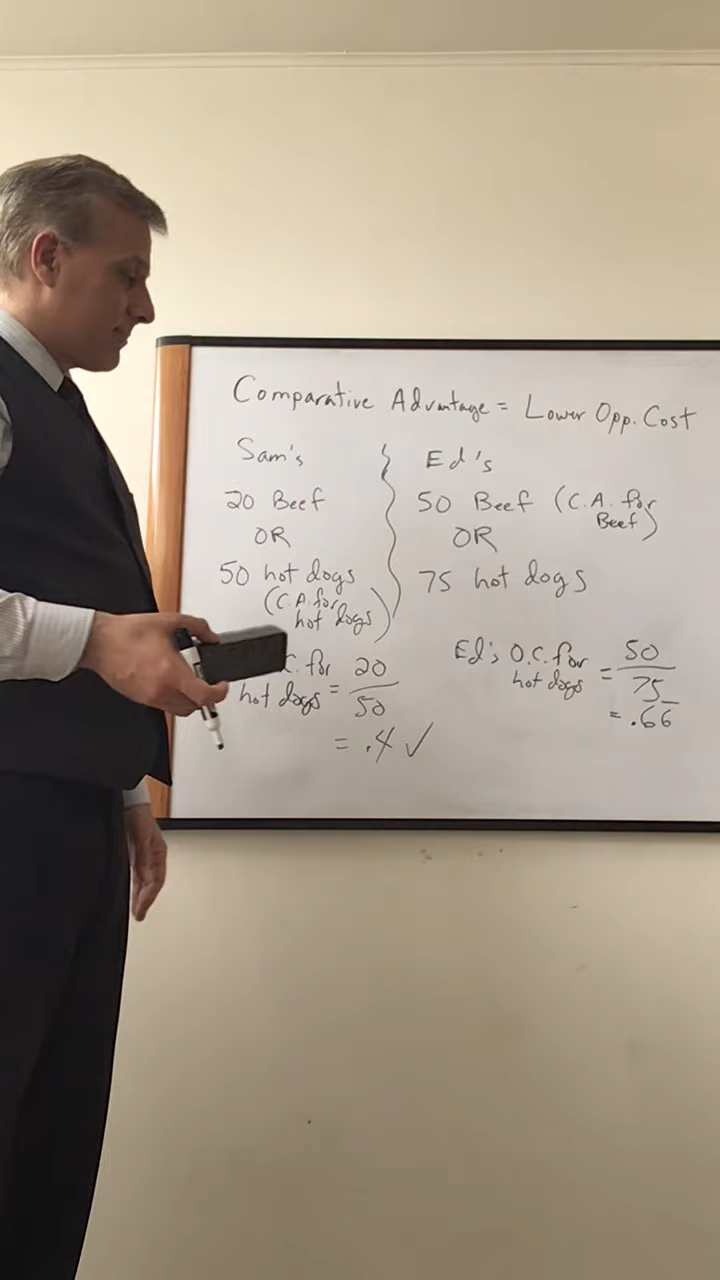 Comparative Advantage = Lower Opp. Cost
Sam's
20 Beef
OR
50 hot dogs
(C.A. for
hot dogs)
C. for
hot dogs = 20/50
= .4 ✓
Ed's
50 Beef (C.A. for
Beef)
OR
75 hot dogs
Ed's O.C. for
hot dogs = 50/75
= .66